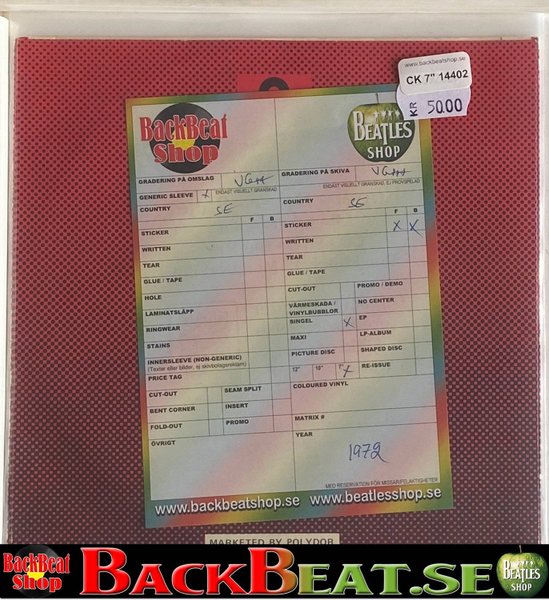 www.backbeatshop.se
CK 7" 14402
KR 50.00
BackBeat
Shop
BEATLES
SHOP
GRADERING PÅ OMSLAG VG++
GRADERING PÅ SKIVA VG++
GENERIC SLEEVE X
ENDAST VISUELLT GRANSKAD
ENDAST VISUELLT GRANSKAD, EJ PROVSPELAD
COUNTRY SE
COUNTRY SE
F B
F B
STICKER
STICKER X X
WRITTEN
WRITTEN
TEAR
TEAR
GLUE / TAPE
GLUE / TAPE
HOLE
CUT-OUT
PROMO / DEMO
LAMINATSLÄPP
VÄRMESKADA /
VINYLBUBBLOR
NO CENTER
RINGWEAR
SINGEL X
EP
STAINS
MAXI
LP-ALBUM
INNERSLEEVE (NON-GENERIC)
(Texter eller bilder, ej skivbolagsreklam)
PICTURE DISC
SHAPED DISC
PRICE TAG
12" 10" 7" X
RE-ISSUE
CUT-OUT
SEAM SPLIT
COLOURED VINYL
BENT CORNER
INSERT
FOLD-OUT
PROMO
MATRIX #
ÖVRIGT
YEAR
1972
MED RESERVATION FÖR MISSAR/FELAKTIGHETER
www.backbeatshop.se www.beatlesshop.se
MARKETED BY POLYDOR
BackBeat
Shop
BACKBEAT.SE
BEATLES
SHOP